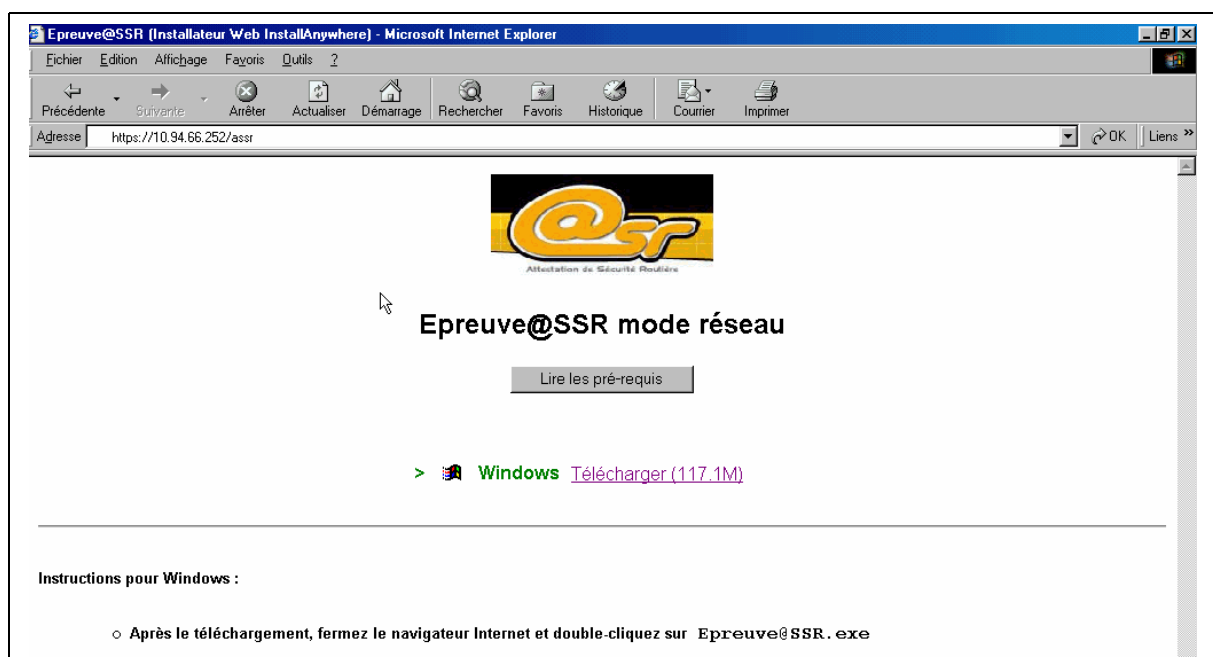 Epreuve@SSR (Installateur Web InstallAnywhere) - Microsoft Internet Explorer
Fichier Edition Affichage Favoris Outils ?
Précédente Suivante Arrêter Actualiser Démarrage Rechercher Favoris Historique Courrier Imprimer
Adresse https://10.94.66.252/assr OK Liens »
@sr
Attestation de Sécurité Routière
Epreuve@SSR mode réseau
Lire les pré-requis
> Windows Télécharger (117.1M)
Instructions pour Windows :
○ Après le téléchargement, fermez le navigateur Internet et double-cliquez sur Epreuve@SSR.exe